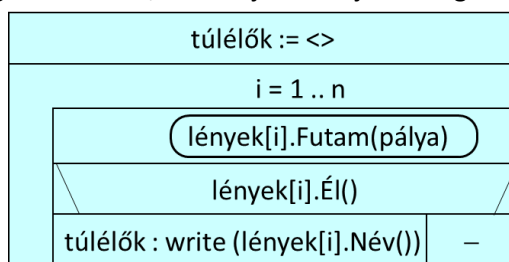 túlélők := <>
i = 1 .. n
lények[i].Futam(pálya)
lények[i].Él()
túlélők : write (lények[i].Név()) –